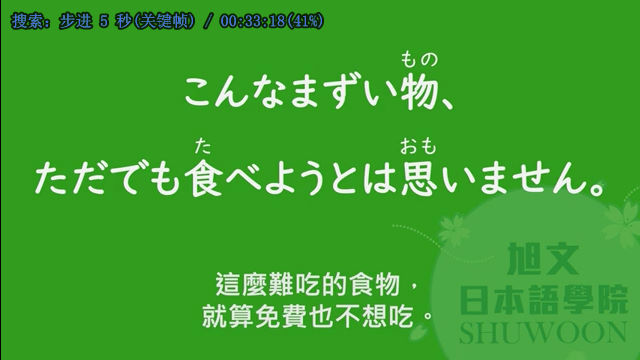 搜索: 步进 5 秒(关键帧) / 00:33:18(41%)
もの
こんなまずい物、
た おも
ただでも食べようとは思いません。
這麼難吃的食物，
就算免費也不想吃。
旭文
日本語學院
SHUWOON